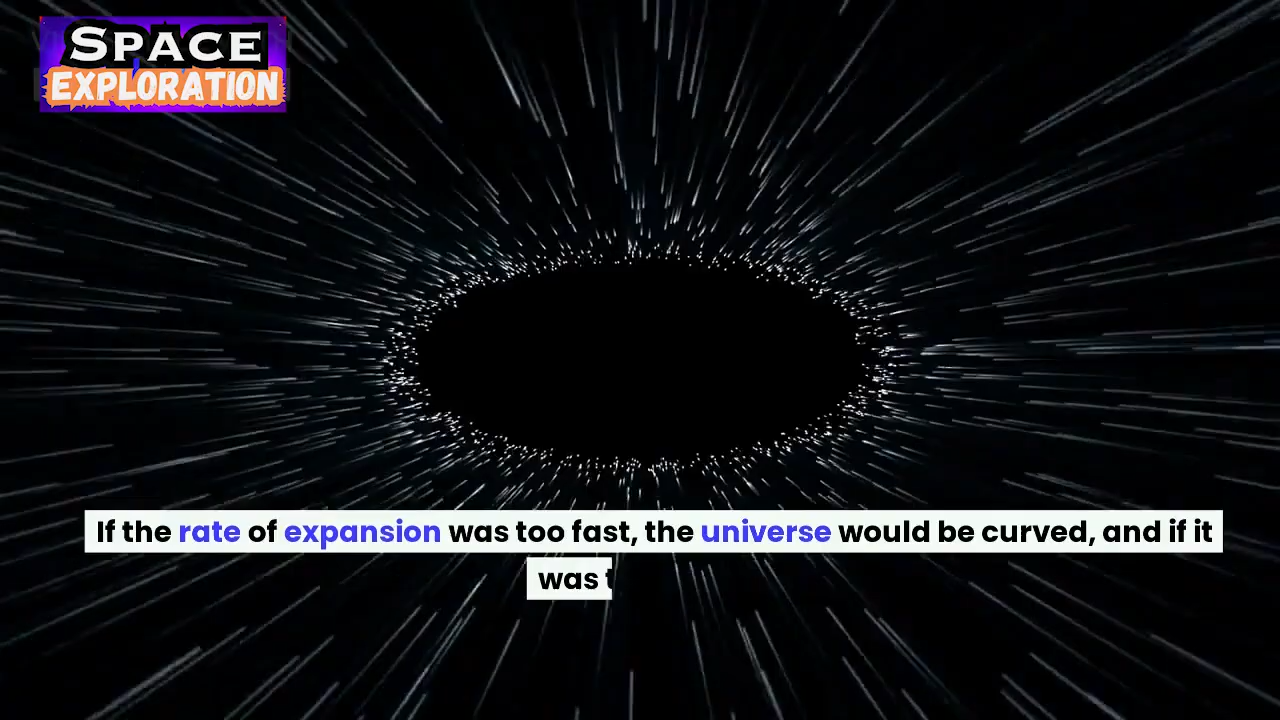 SPACE
EXPLORATION
If the rate of expansion was too fast, the universe would be curved, and if it
was